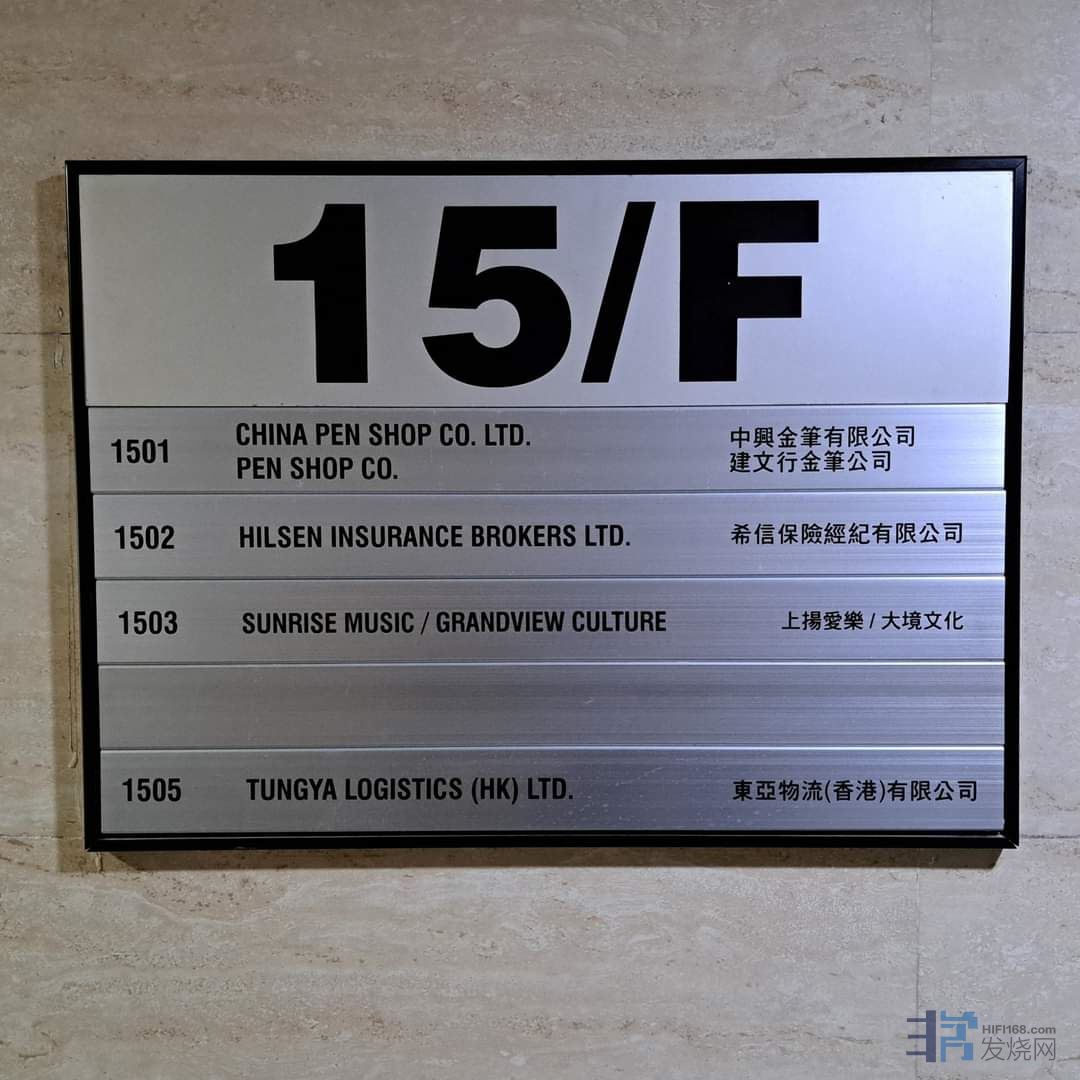 15/F
1501 CHINA PEN SHOP CO. LTD. 中興金筆有限公司
PEN SHOP CO. 建文行金筆公司
1502 HILSEN INSURANCE BROKERS LTD. 希信保險經紀有限公司
1503 SUNRISE MUSIC / GRANDVIEW CULTURE 上揚愛樂 / 大境文化
1505 TUNGYA LOGISTICS (HK) LTD. 東亞物流(香港)有限公司
HIFI168.com
发烧网